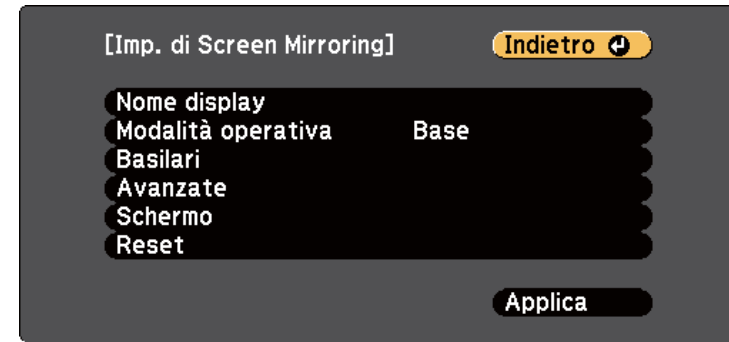 [Imp. di Screen Mirroring] Indietro
Nome display
Modalità operativa Base
Basilari
Avanzate
Schermo
Reset
Applica